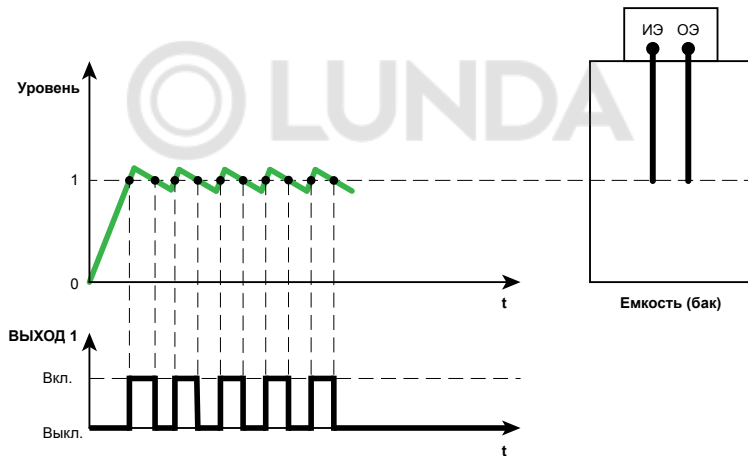 LUNDA
ИЭ ОЭ
Уровень
1
0
t
Емкость (бак)
ВЫХОД 1
Вкл.
Выкл.
t